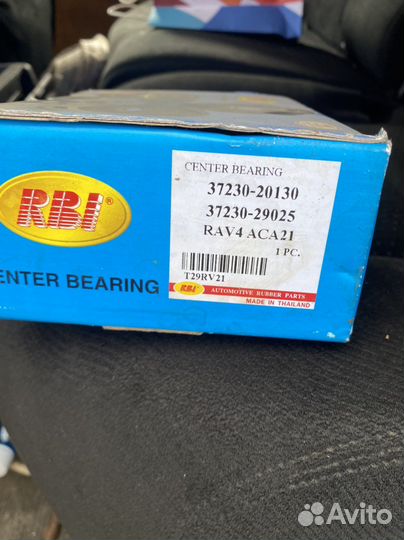 CENTER BEARING
37230-20130
37230-29025
RAV4 ACA21
1 PC.
T29RV21
RBI AUTOMOTIVE RUBBER PARTS
MADE IN THAILAND
RBI®
CENTER BEARING
Avito